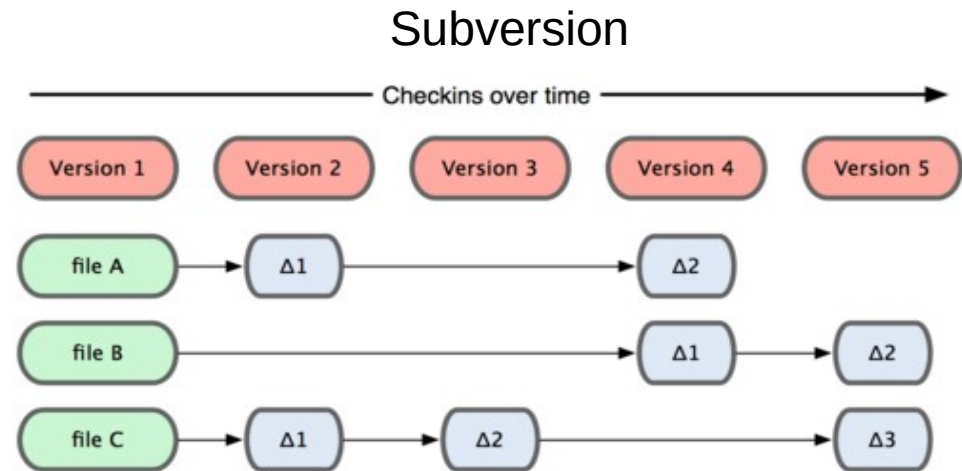 Subversion
Checkins over time
Version 1 Version 2 Version 3 Version 4 Version 5
file A Δ1 Δ2
file B Δ1 Δ2
file C Δ1 Δ2 Δ3